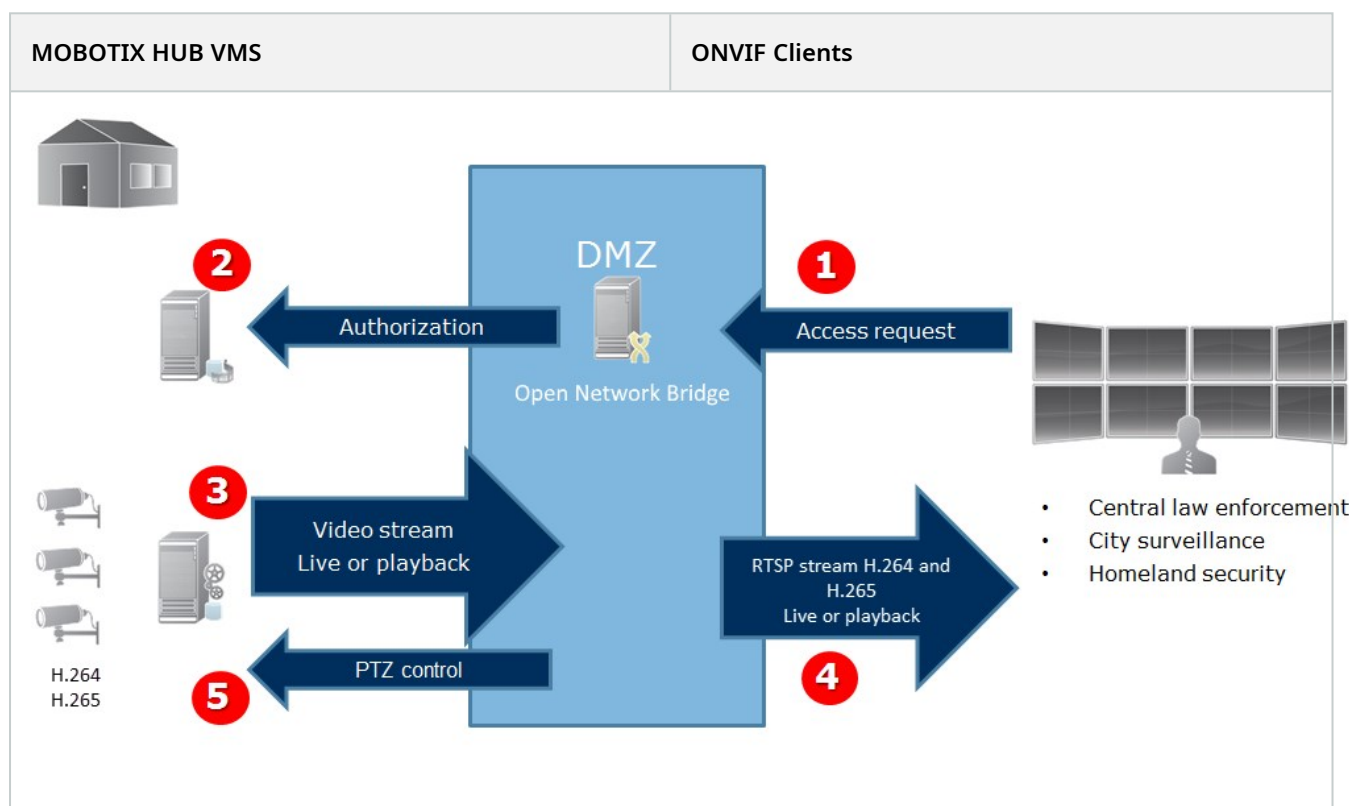 MOBOTIX HUB VMS
ONVIF Clients
DMZ
Open Network Bridge
1
Access request
2
Authorization
3
Video stream
Live or playback
RTSP stream H.264 and
H.265
Live or playback
4
PTZ control
5
H.264
H.265
• Central law enforcement
• City surveillance
• Homeland security